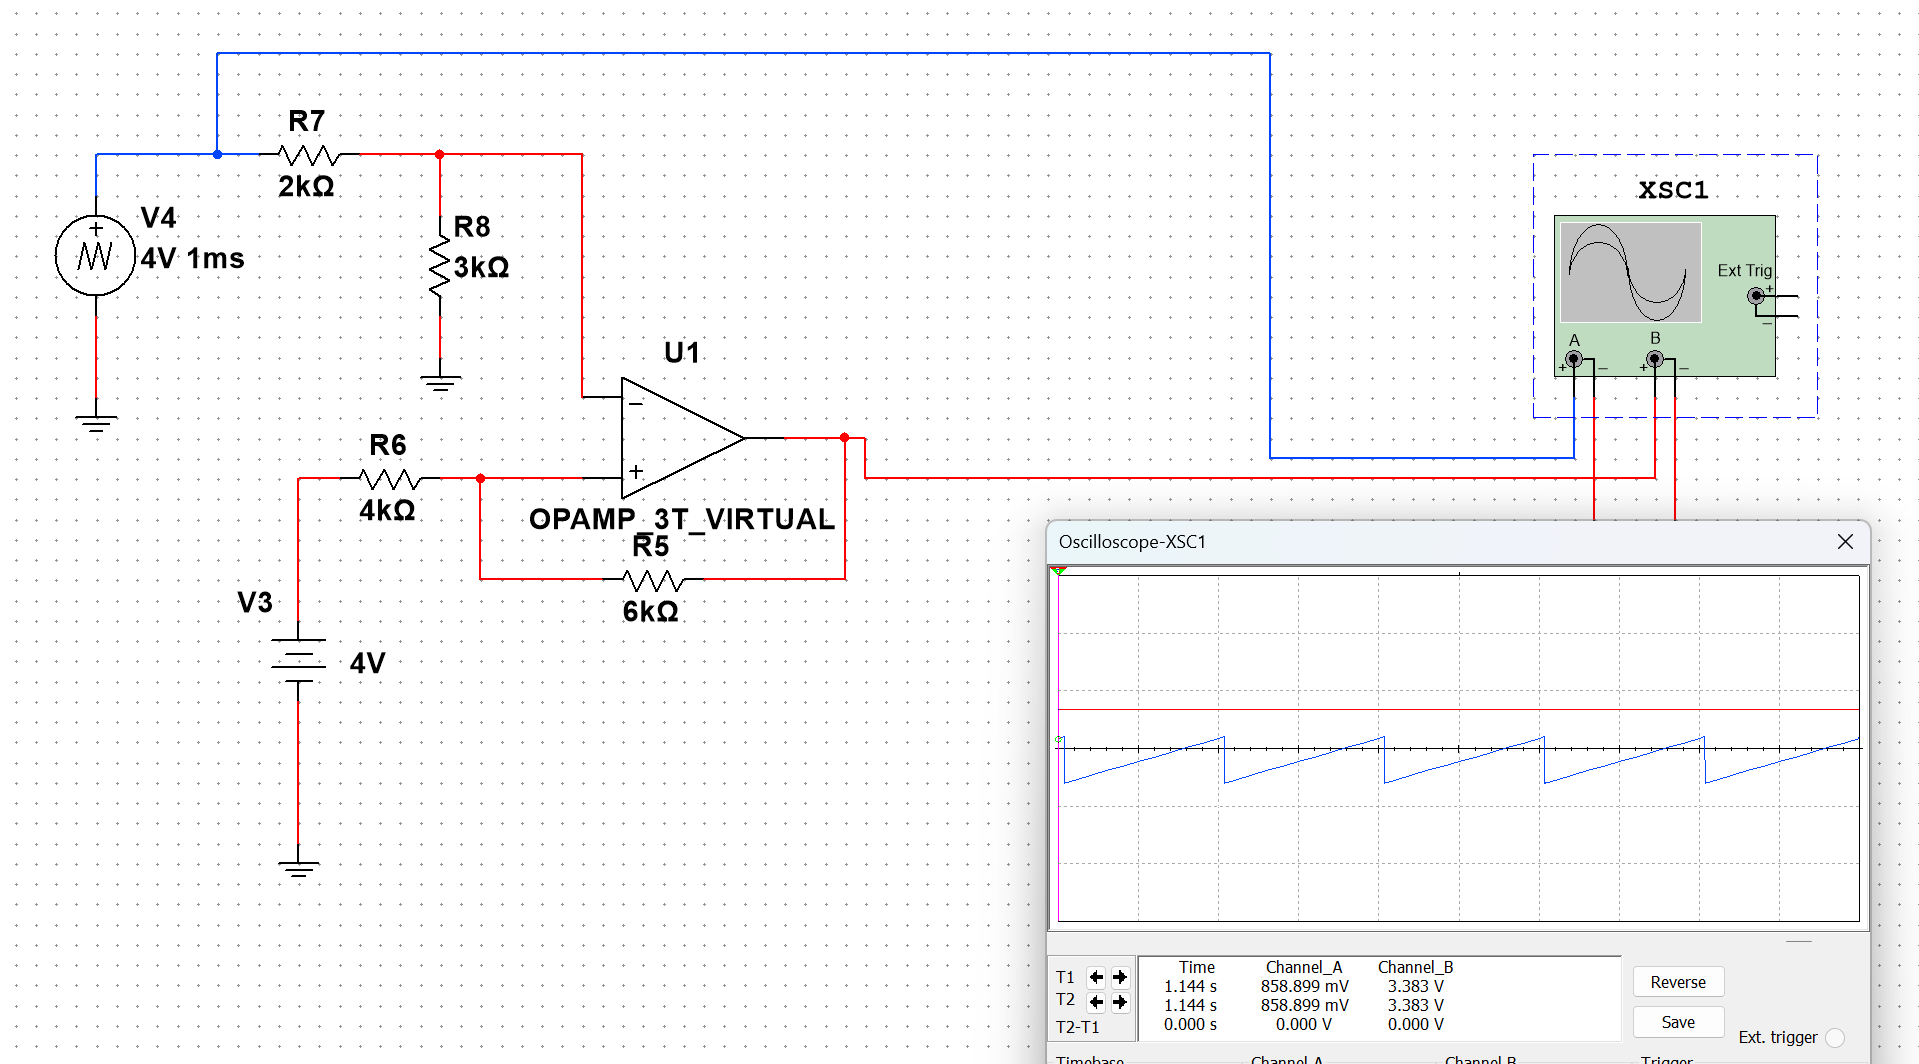 R7
2kΩ
V4
4V 1ms
R8
3kΩ
XSC1
Ext Trig
+
−
A
B
+
−
+
−
U1
−
+
OPAMP_3T_VIRTUAL
R6
4kΩ
R5
6kΩ
V3
4V
Oscilloscope-XSC1
Time Channel_A Channel_B
T1 1.144 s 858.899 mV 3.383 V
T2 1.144 s 858.899 mV 3.383 V
T2-T1 0.000 s 0.000 V 0.000 V
Reverse
Save
Ext. trigger
Timebase Channel A Channel B Trigger